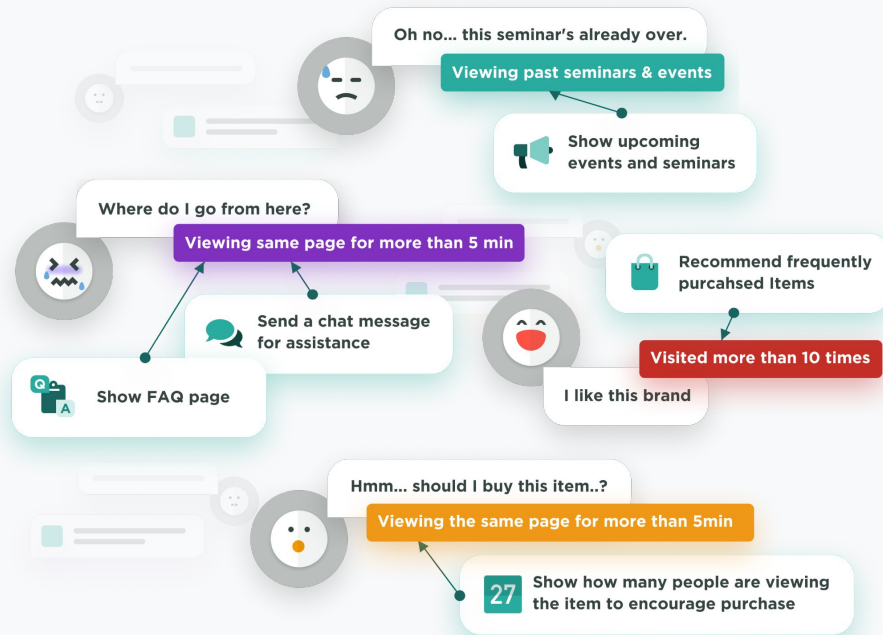 Oh no... this seminar's already over.
Viewing past seminars & events
Show upcoming
events and seminars
Where do I go from here?
Viewing same page for more than 5 min
Send a chat message
for assistance
Q
A
Show FAQ page
Recommend frequently
purcahsed Items
Visited more than 10 times
I like this brand
Hmm... should I buy this item..?
Viewing the same page for more than 5min
27
Show how many people are viewing
the item to encourage purchase